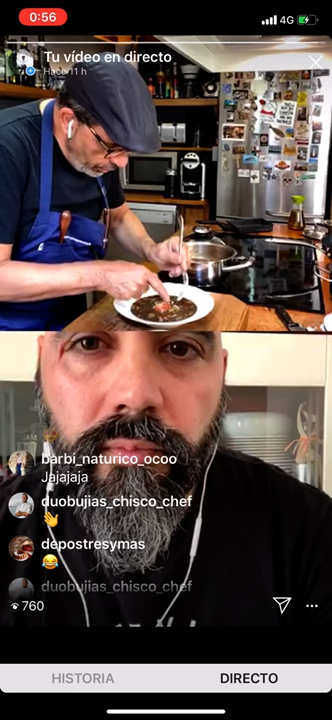 0:56
4G
Tu vídeo en directo
Hace 11 h
barbi_naturico_ocoo
Jajajaja
duobujias_chisco_chef
👋
depostresymas
😂
duobujias_chisco_chef
760
HISTORIA
DIRECTO